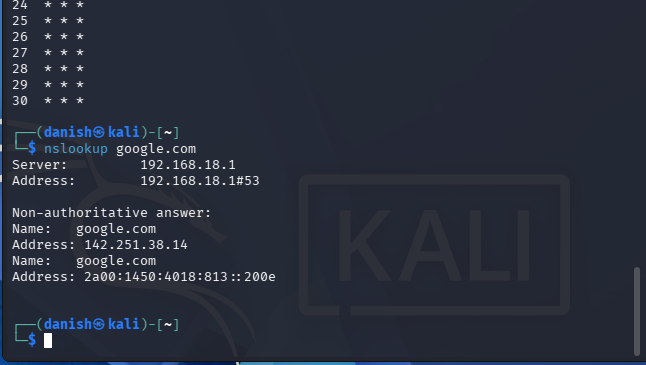 24  * * *
25  * * *
26  * * *
27  * * *
28  * * *
29  * * *
30  * * *
┌──(danish㉿kali)-[~]
└─$ nslookup google.com
Server:         192.168.18.1
Address:        192.168.18.1#53
Non-authoritative answer:
Name:   google.com
Address: 142.251.38.14
Name:   google.com
Address: 2a00:1450:4018:813::200e
┌──(danish㉿kali)-[~]
└─$
KALI